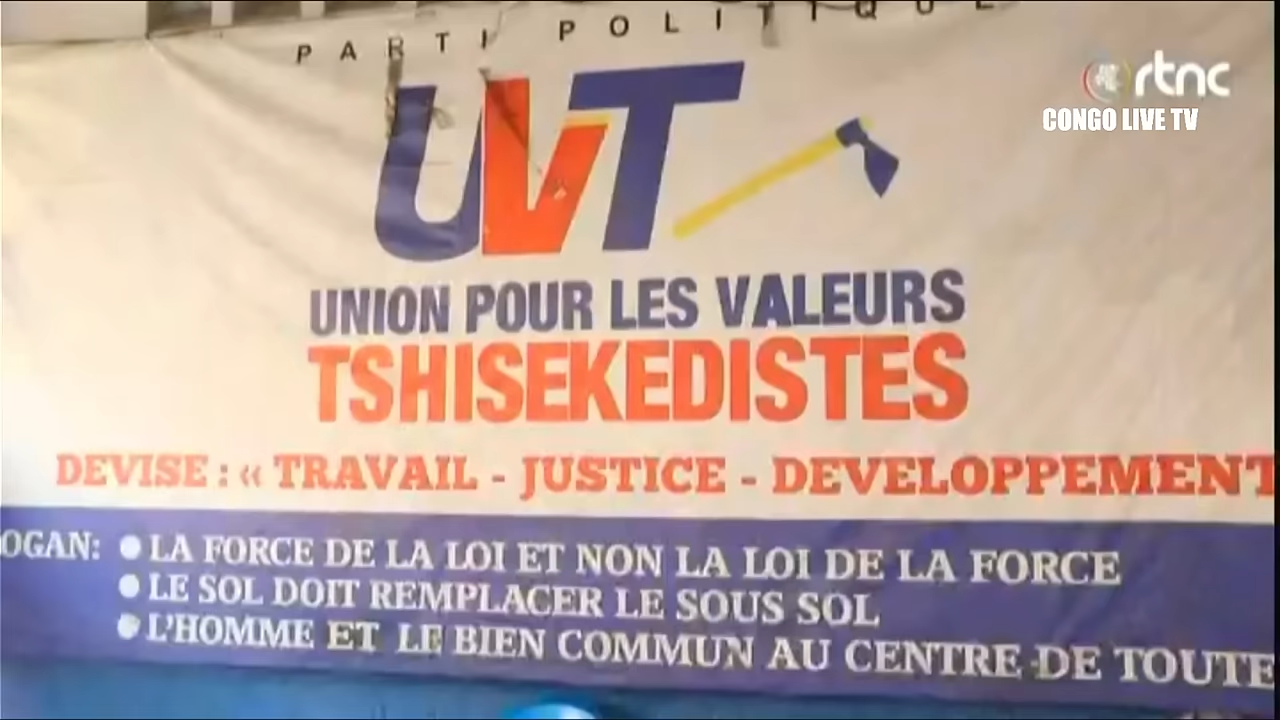 PARTI POLITIQUE
rtnc
CONGO LIVE TV
UVT
UNION POUR LES VALEURS
TSHISEKEDISTES
DEVISE : « TRAVAIL - JUSTICE - DEVELOPPEMENT
OGAN: ● LA FORCE DE LA LOI ET NON LA LOI DE LA FORCE
● LE SOL DOIT REMPLACER LE SOUS SOL
● L'HOMME ET LE BIEN COMMUN AU CENTRE DE TOUTE